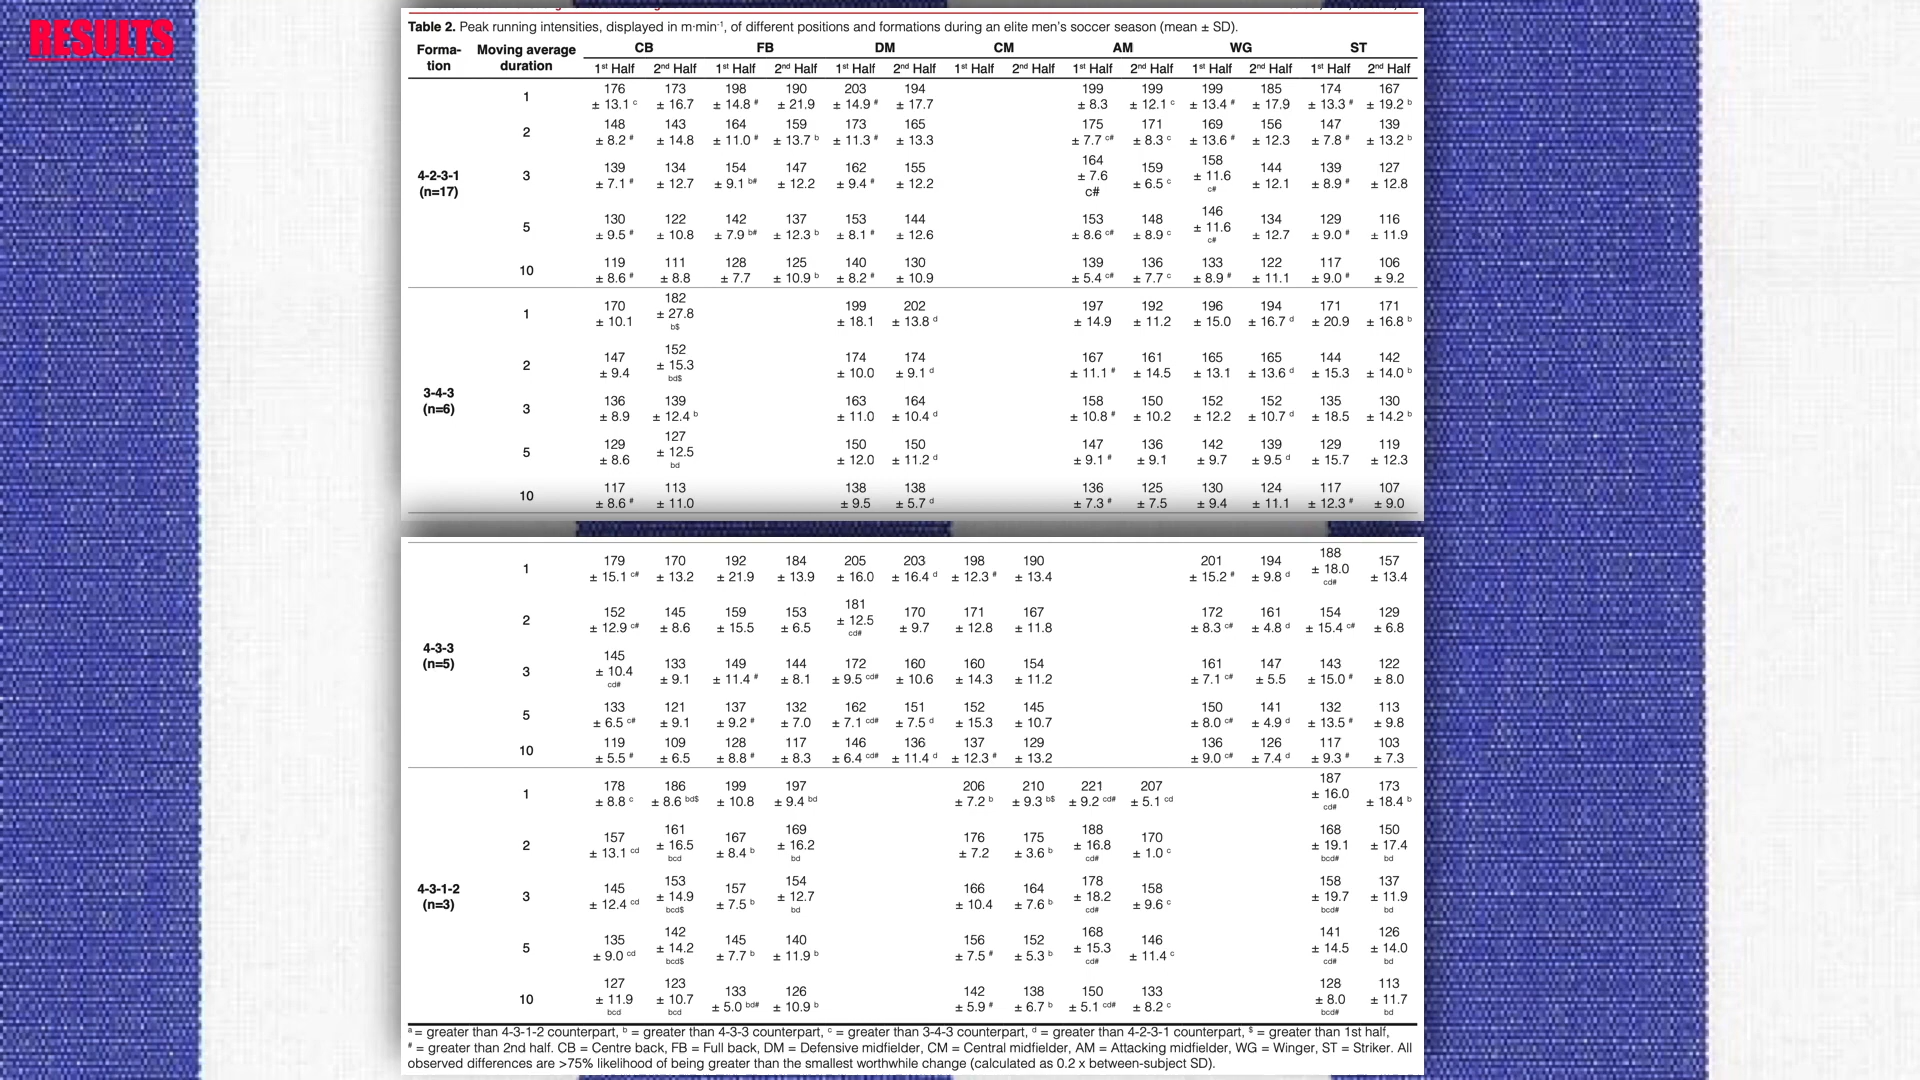 RESULTS
Table 2. Peak running intensities, displayed in m·min⁻¹, of different positions and formations during an elite men's soccer season (mean ± SD).
Forma-tion Moving average duration CB FB DM CM AM WG ST
1st Half 2nd Half 1st Half 2nd Half 1st Half 2nd Half 1st Half 2nd Half 1st Half 2nd Half 1st Half 2nd Half 1st Half 2nd Half
4-2-3-1 (n=17)
1 176 ± 13.1 c 173 ± 16.7 198 ± 14.8 # 190 ± 21.9 203 ± 14.9 # 194 ± 17.7 199 ± 8.3 199 ± 12.1 c 199 ± 13.4 # 185 ± 17.9 174 ± 13.3 # 167 ± 19.2 b
2 148 ± 8.2 # 143 ± 14.8 164 ± 11.0 # 159 ± 13.7 b 173 ± 11.3 # 165 ± 13.3 175 ± 7.7 c# 171 ± 8.3 c 169 ± 13.6 # 156 ± 12.3 147 ± 7.8 # 139 ± 13.2 b
3 139 ± 7.1 # 134 ± 12.7 154 ± 9.1 b# 147 ± 12.2 162 ± 9.4 # 155 ± 12.2 164 ± 7.6 c# 159 ± 6.5 c 158 ± 11.6 c# 144 ± 12.1 139 ± 8.9 # 127 ± 12.8
5 130 ± 9.5 # 122 ± 10.8 142 ± 7.9 b# 137 ± 12.3 b 153 ± 8.1 # 144 ± 12.6 153 ± 8.6 c# 148 ± 8.9 c 146 ± 11.6 c# 134 ± 12.7 129 ± 9.0 # 116 ± 11.9
10 119 ± 8.6 # 111 ± 8.8 128 ± 7.7 125 ± 10.9 b 140 ± 8.2 # 130 ± 10.9 139 ± 5.4 c# 136 ± 7.7 c 133 ± 8.9 # 122 ± 11.1 117 ± 9.0 # 106 ± 9.2
3-4-3 (n=6)
1 170 ± 10.1 182 ± 27.8 b$ 199 ± 18.1 202 ± 13.8 d 197 ± 14.9 192 ± 11.2 196 ± 15.0 194 ± 16.7 d 171 ± 20.9 171 ± 16.8 b
2 147 ± 9.4 152 ± 15.3 bd$ 174 ± 10.0 174 ± 9.1 d 167 ± 11.1 # 161 ± 14.5 165 ± 13.1 165 ± 13.6 d 144 ± 15.3 142 ± 14.0 b
3 136 ± 8.9 139 ± 12.4 b 163 ± 11.0 164 ± 10.4 d 158 ± 10.8 # 150 ± 10.2 152 ± 12.2 152 ± 10.7 d 135 ± 18.5 130 ± 14.2 b
5 129 ± 8.6 127 ± 12.5 bd 150 ± 12.0 150 ± 11.2 d 147 ± 9.1 # 136 ± 9.1 142 ± 9.7 139 ± 9.5 d 129 ± 15.7 119 ± 12.3
10 117 ± 8.6 # 113 ± 11.0 138 ± 9.5 138 ± 5.7 d 136 ± 7.3 # 125 ± 7.5 130 ± 9.4 124 ± 11.1 117 ± 12.3 # 107 ± 9.0
4-3-3 (n=5)
1 179 ± 15.1 c# 170 ± 13.2 192 ± 21.9 184 ± 13.9 205 ± 16.0 203 ± 16.4 d 198 ± 12.3 # 190 ± 13.4 201 ± 15.2 # 194 ± 9.8 d 188 ± 18.0 cd# 157 ± 13.4
2 152 ± 12.9 c# 145 ± 8.6 159 ± 15.5 153 ± 6.5 181 ± 12.5 cd# 170 ± 9.7 171 ± 12.8 167 ± 11.8 172 ± 8.3 c# 161 ± 4.8 d 154 ± 15.4 c# 129 ± 6.8
3 145 ± 10.4 cd# 133 ± 9.1 149 ± 11.4 # 144 ± 8.1 172 ± 9.5 cd# 160 ± 10.6 160 ± 14.3 154 ± 11.2 161 ± 7.1 c# 147 ± 5.5 143 ± 15.0 # 122 ± 8.0
5 133 ± 6.5 c# 121 ± 9.1 137 ± 9.2 # 132 ± 7.0 162 ± 7.1 cd# 151 ± 7.5 d 152 ± 15.3 145 ± 10.7 150 ± 8.0 c# 141 ± 4.9 d 132 ± 13.5 # 113 ± 9.8
10 119 ± 5.5 # 109 ± 6.5 128 ± 8.8 # 117 ± 8.3 146 ± 6.4 cd# 136 ± 11.4 d 137 ± 12.3 # 129 ± 13.2 136 ± 9.0 c# 126 ± 7.4 d 117 ± 9.3 # 103 ± 7.3
4-3-1-2 (n=3)
1 178 ± 8.8 c 186 ± 8.6 bd$ 199 ± 10.8 197 ± 9.4 bd 206 ± 7.2 b 210 ± 9.3 b$ 221 ± 9.2 cd# 207 ± 5.1 cd 187 ± 16.0 cd# 173 ± 18.4 b
2 157 ± 13.1 cd 161 ± 16.5 bcd 167 ± 8.4 b 169 ± 16.2 bd 176 ± 7.2 175 ± 3.6 b 188 ± 16.8 cd# 170 ± 1.0 c 168 ± 19.1 bcd# 150 ± 17.4 bd
3 145 ± 12.4 cd 153 ± 14.9 bcd$ 157 ± 7.5 b 154 ± 12.7 bd 166 ± 10.4 164 ± 7.6 b 178 ± 18.2 cd# 158 ± 9.6 c 158 ± 19.7 bcd# 137 ± 11.9 bd
5 135 ± 9.0 cd 142 ± 14.2 bcd$ 145 ± 7.7 b 140 ± 11.9 b 156 ± 7.5 # 152 ± 5.3 b 168 ± 15.3 cd# 146 ± 11.4 c 141 ± 14.5 cd# 126 ± 14.0 bd
10 127 ± 11.9 bcd 123 ± 10.7 bcd 133 ± 5.0 bd# 126 ± 10.9 b 142 ± 5.9 # 138 ± 6.7 b 150 ± 5.1 cd# 133 ± 8.2 c 128 ± 8.0 bcd# 113 ± 11.7 bd
a = greater than 4-3-1-2 counterpart, b = greater than 4-3-3 counterpart, c = greater than 3-4-3 counterpart, d = greater than 4-2-3-1 counterpart, $ = greater than 1st half,
# = greater than 2nd half. CB = Centre back, FB = Full back, DM = Defensive midfielder, CM = Central midfielder, AM = Attacking midfielder, WG = Winger, ST = Striker. All
observed differences are >75% likelihood of being greater than the smallest worthwhile change (calculated as 0.2 x between-subject SD).